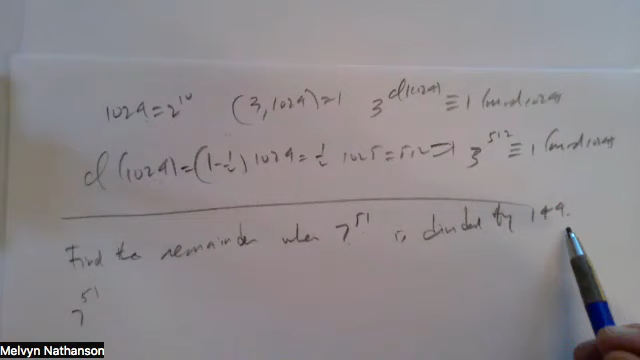 1024=2^10 (3,1024)=1 3^φ(1024) ≡ 1 (mod 1024
φ(1024)=(1-1/2)1024=1/2 1025=512 ⇒ 3^512 ≡ 1 (mod 1024
Find the remainder when 7^51 is divided by 144.
7^51
Melvyn Nathanson